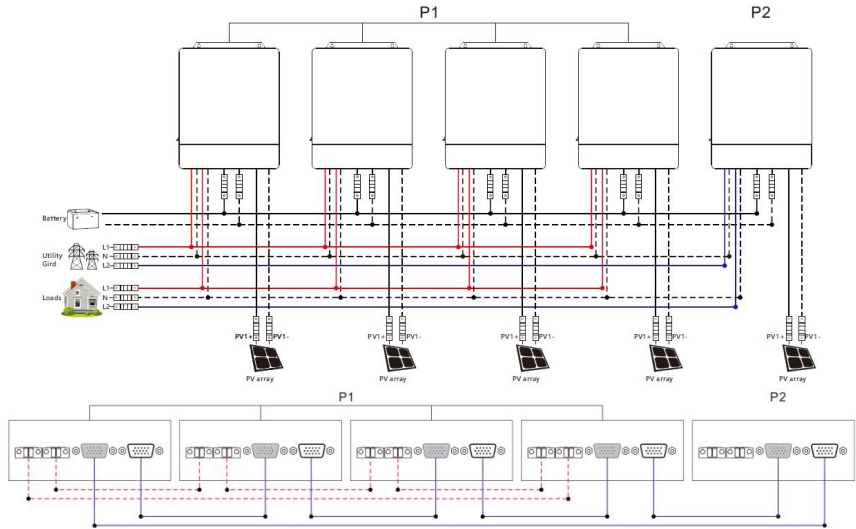 P1 P2
Battery
L1
Utility N
Gird L2
L1
Loads N
L2
PV1+ PV1- PV1+ PV1- PV1+ PV1- PV1+ PV1- PV1+ PV1-
PV array PV array PV array PV array PV array
P1 P2